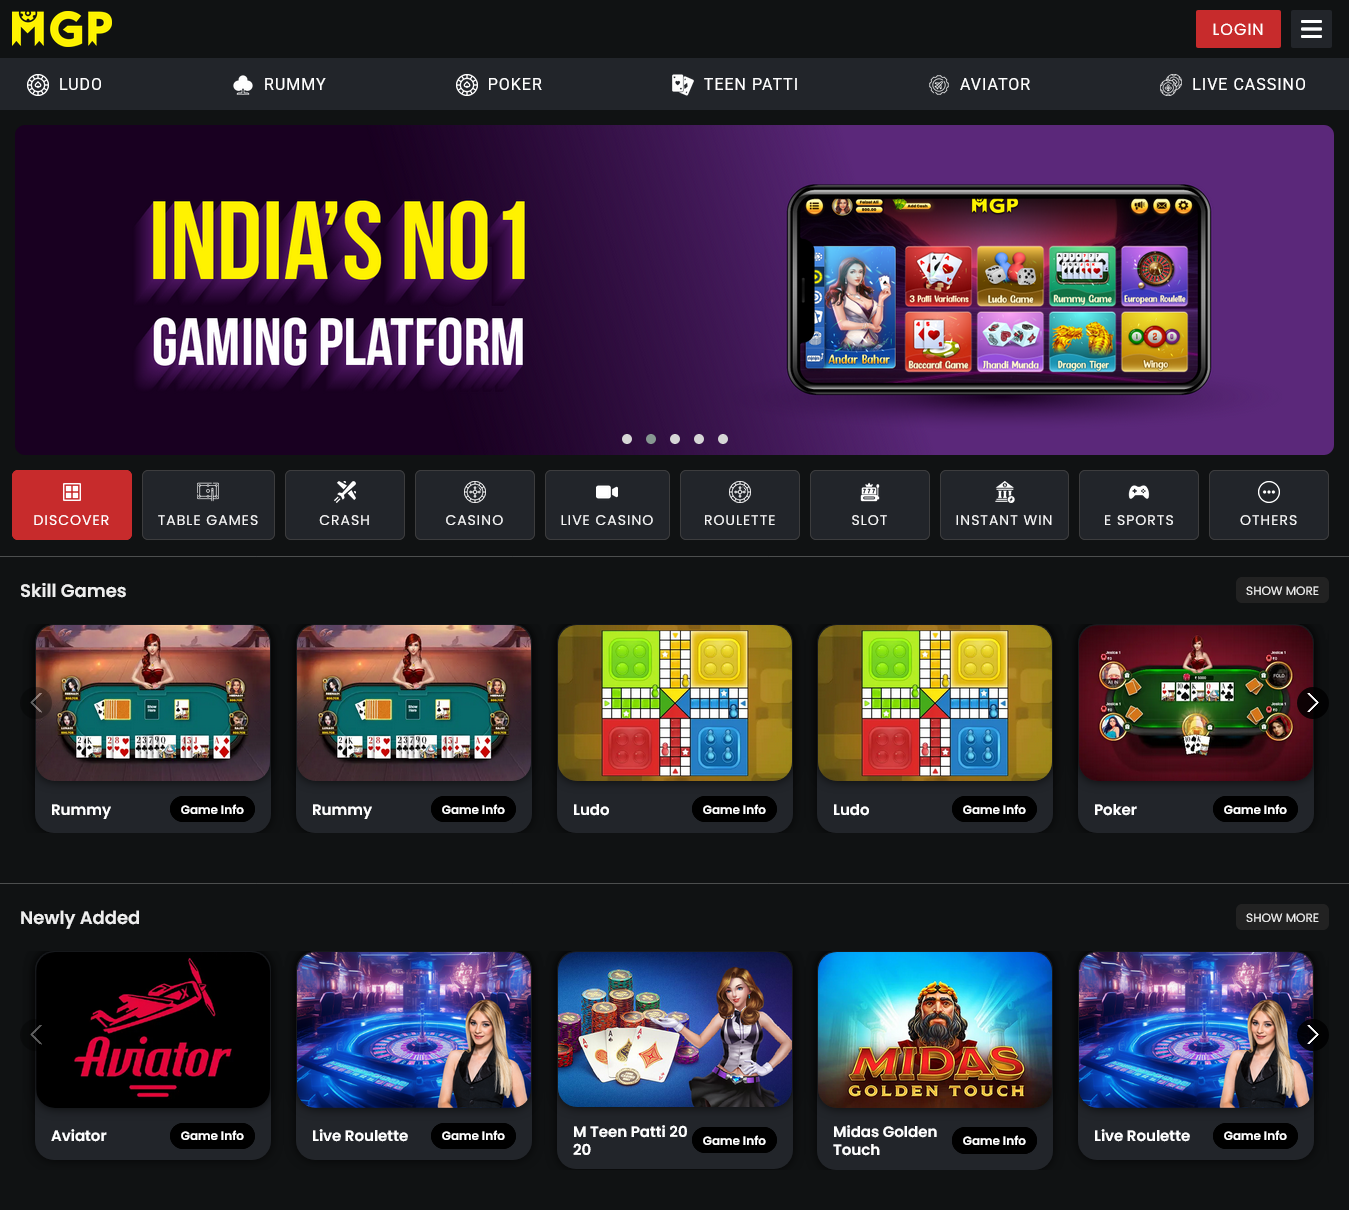 MGP
LOGIN
LUDO
RUMMY
POKER
TEEN PATTI
AVIATOR
LIVE CASSINO
INDIA'S NO1
GAMING PLATFORM
Add Cash
MGP
Andar Bahar
3 Patti Variations
Ludo Game
Rummy Game
European Roulette
Baccarat Game
Jhandi Munda
Dragon Tiger
Wingo
DISCOVER
TABLE GAMES
CRASH
CASINO
LIVE CASINO
ROULETTE
SLOT
INSTANT WIN
E SPORTS
OTHERS
Skill Games
SHOW MORE
Rummy
Game Info
Rummy
Game Info
Ludo
Game Info
Ludo
Game Info
Poker
Game Info
Newly Added
SHOW MORE
Aviator
MIDAS
GOLDEN TOUCH
Aviator
Game Info
Live Roulette
Game Info
M Teen Patti 20
20
Game Info
Midas Golden
Touch
Game Info
Live Roulette
Game Info